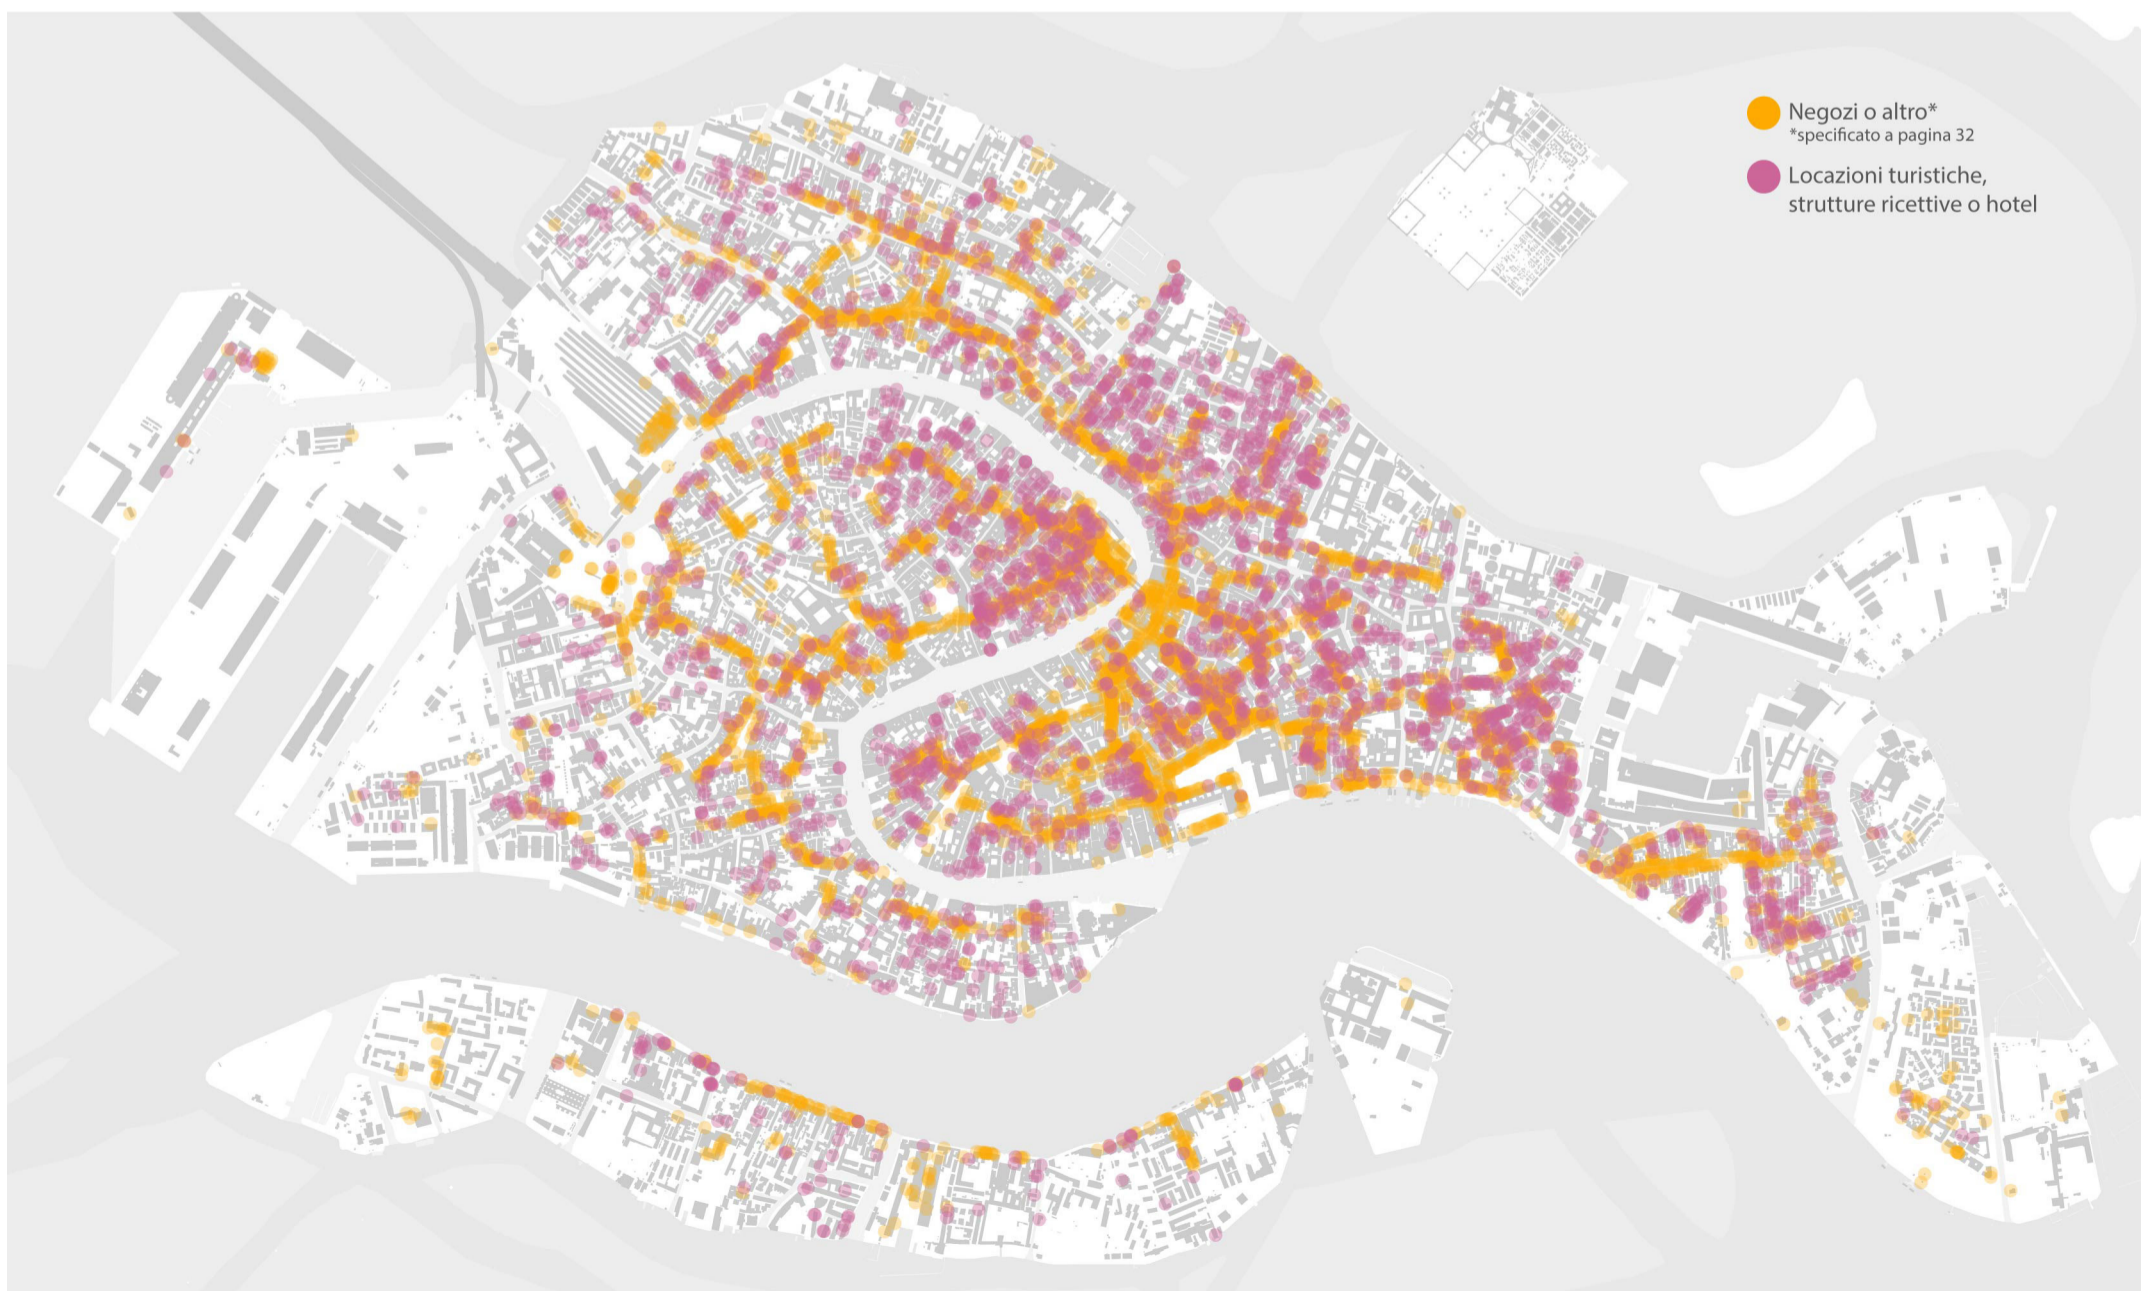 Negozi o altro*
*specificato a pagina 32
Locazioni turistiche,
strutture ricettive o hotel